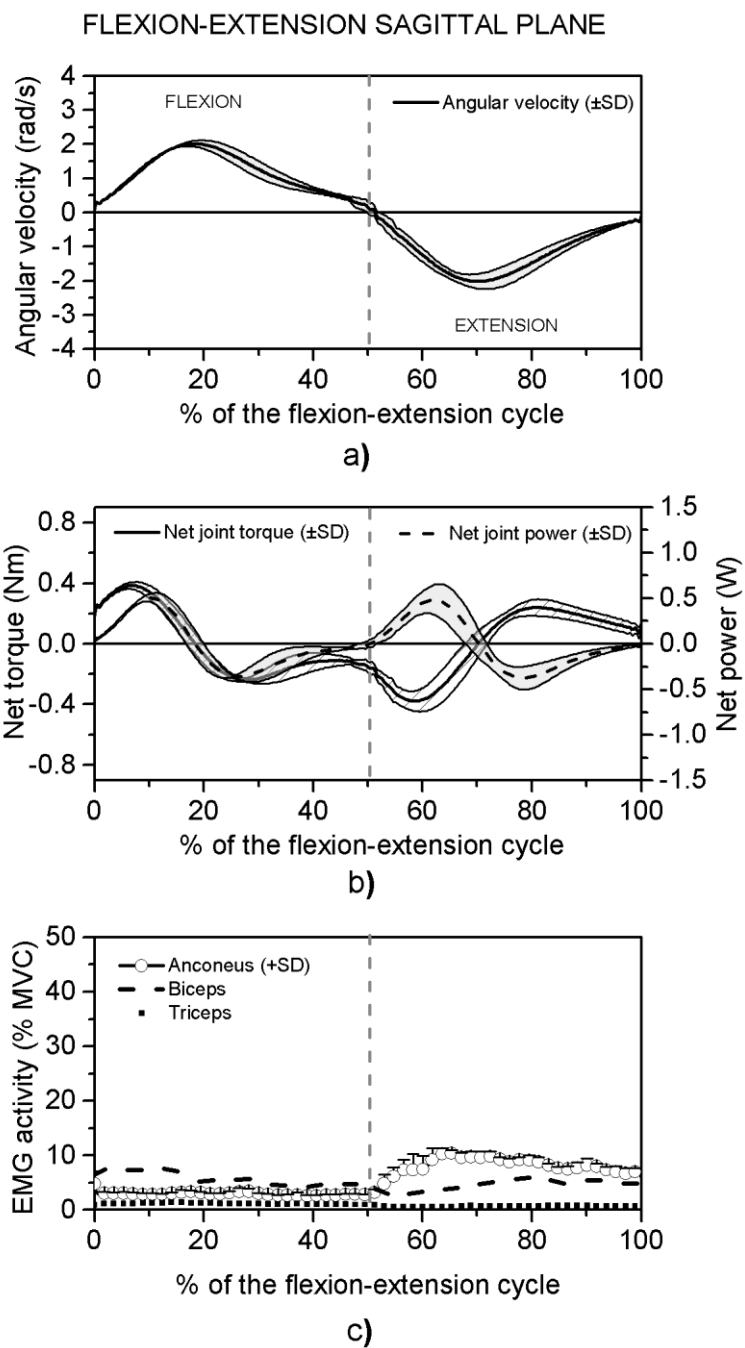 FLEXION-EXTENSION SAGITTAL PLANE
4
3
2
1
0
-1
-2
-3
-4
Angular velocity (rad/s)
FLEXION
Angular velocity (±SD)
EXTENSION
0 20 40 60 80 100
% of the flexion-extension cycle
a)
0.8
0.4
0.0
-0.4
-0.8
Net torque (Nm)
Net joint torque (±SD)
Net joint power (±SD)
1.5
1.0
0.5
0.0
-0.5
-1.0
-1.5
Net power (W)
0 20 40 60 80 100
% of the flexion-extension cycle
b)
50
40
30
20
10
0
EMG activity (% MVC)
Anconeus (+SD)
Biceps
Triceps
0 20 40 60 80 100
% of the flexion-extension cycle
c)